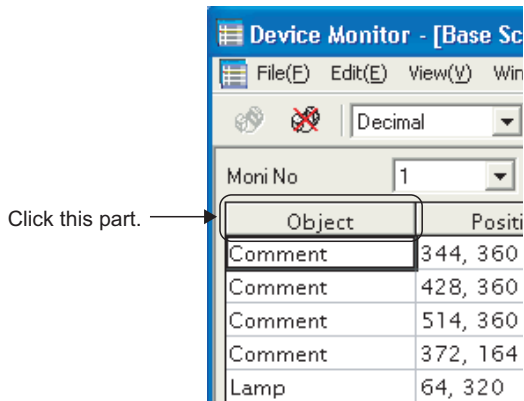 Device Monitor - [Base Sc
File(F) Edit(E) View(V) Win
Decimal
Moni No 1
Click this part.
Object Positi
Comment 344, 360
Comment 428, 360
Comment 514, 360
Comment 372, 164
Lamp 64, 320